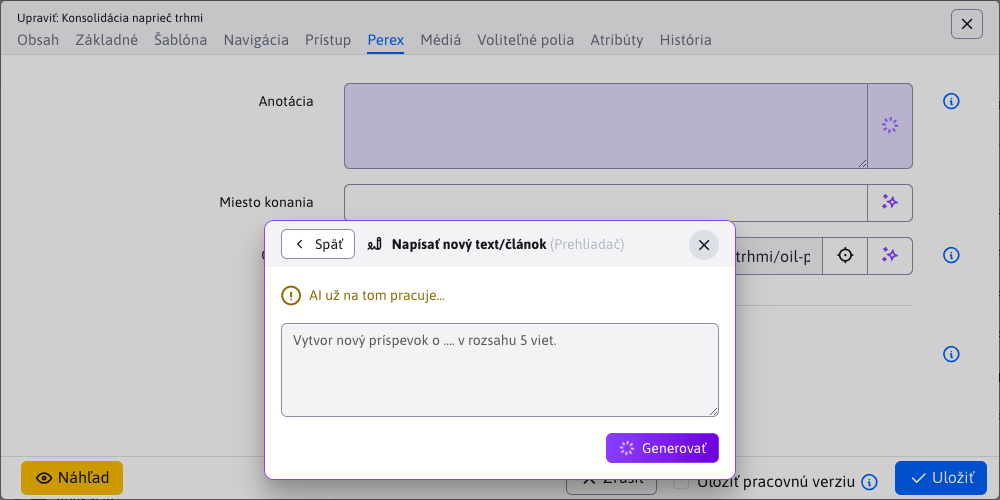 Upraviť: Konsolidácia naprieč trhmi
Obsah Základné Šablóna Navigácia Prístup Perex Médiá Voliteľné polia Atribúty História
Anotácia
Miesto konania
trhmi/oil-p
Späť Napísať nový text/článok (Prehliadač)
AI už na tom pracuje...
Vytvor nový príspevok o .... v rozsahu 5 viet.
Generovať
Náhľad Zrušiť Uložiť pracovnú verziu Uložiť